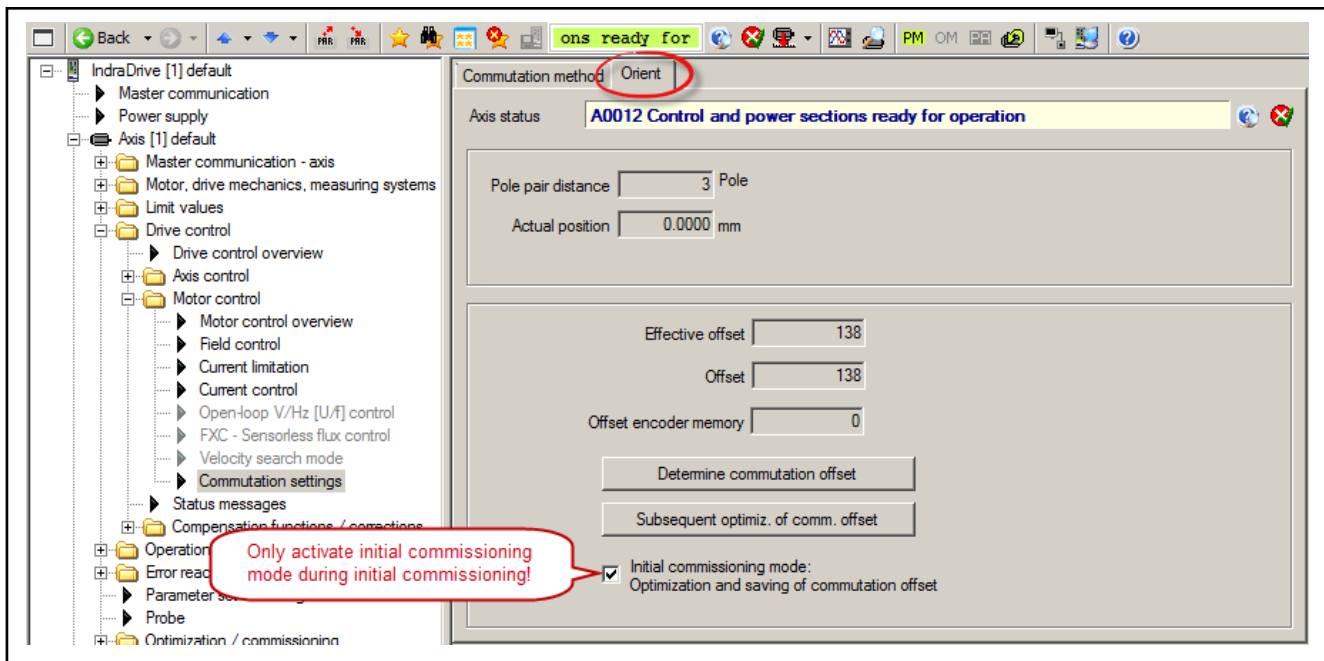 Back PAR PAR ons ready for PM OM
IndraDrive [1] default
Master communication
Power supply
Axis [1] default
Master communication - axis
Motor, drive mechanics, measuring systems
Limit values
Drive control
Drive control overview
Axis control
Motor control
Motor control overview
Field control
Current limitation
Current control
Open-loop V/Hz [U/f] control
FXC - Sensorless flux control
Velocity search mode
Commutation settings
Status messages
Compensation functions / corrections
Operation
Error reac
Parameter
Probe
Optimization / commissioning
Only activate initial commissioning
mode during initial commissioning!
Commutation method Orient
Axis status A0012 Control and power sections ready for operation
Pole pair distance 3 Pole
Actual position 0.0000 mm
Effective offset 138
Offset 138
Offset encoder memory 0
Determine commutation offset
Subsequent optimiz. of comm. offset
Initial commissioning mode:
Optimization and saving of commutation offset